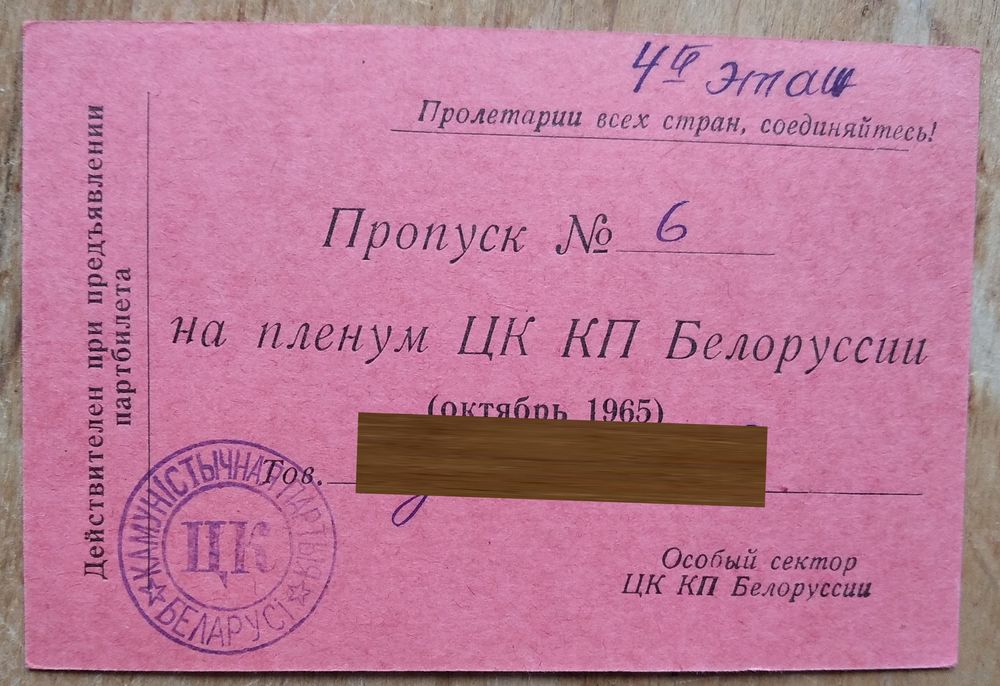 4й этаж
Пролетарии всех стран, соединяйтесь!
Пропуск № 6
на пленум ЦК КП Белоруссии
(октябрь 1965)
Тов.
Особый сектор
ЦК КП Белоруссии
Действителен при предъявлении
партбилета
КАМУНІСТЫЧНАЯ ПАРТЫЯ
БЕЛАРУСІ
ЦК